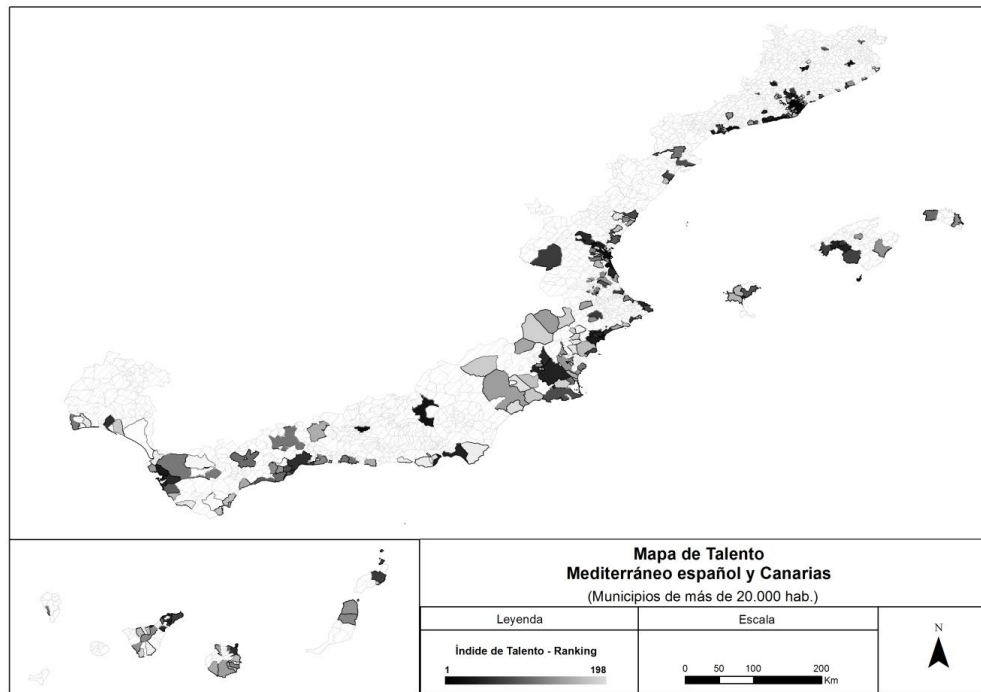 Mapa de Talento
Mediterráneo español y Canarias
(Municipios de más de 20.000 hab.)
Leyenda
Escala
Índide de Talento - Ranking
1 198
0 50 100 200
Km
N